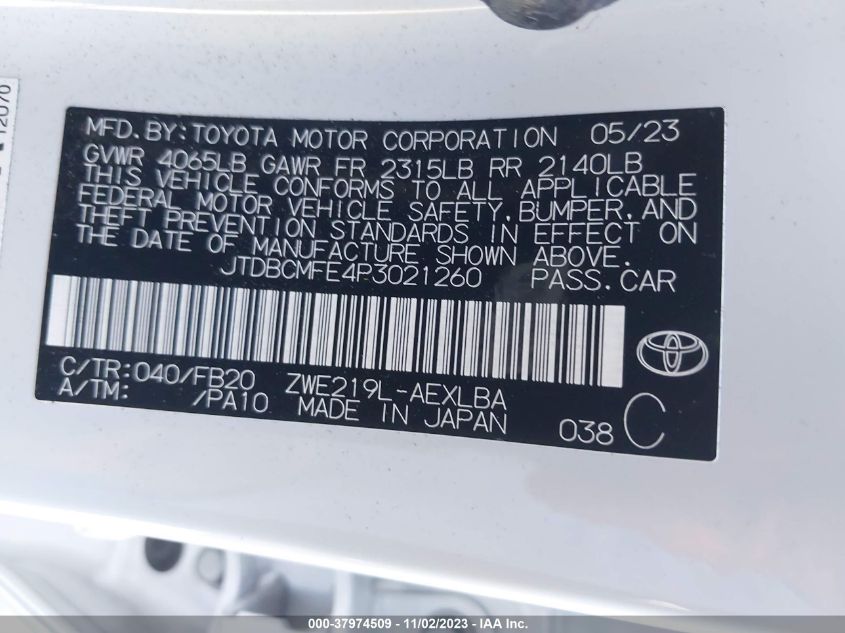 12070
MFD. BY: TOYOTA MOTOR CORPORATION 05/23
GVWR 4065LB GAWR FR 2315LB RR 2140LB
THIS VEHICLE CONFORMS TO ALL APPLICABLE
FEDERAL MOTOR VEHICLE SAFETY, BUMPER, AND
THEFT PREVENTION STANDARDS IN EFFECT ON
THE DATE OF MANUFACTURE SHOWN ABOVE.
JTDBCMFE4P3021260 PASS. CAR
C/TR: 040/FB20 ZWE219L-AEXLBA
A/TM: /PA10 MADE IN JAPAN 038 C
000-37974509 - 11/02/2023 - IAA Inc.